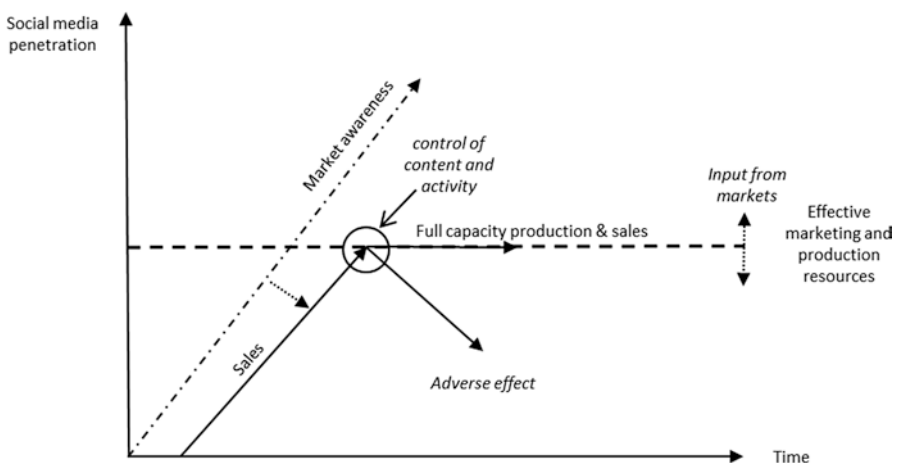 Social media
penetration
Market awareness
control of
content and
activity
Input from
markets
Full capacity production & sales
Effective
marketing and
production
resources
Sales
Adverse effect
Time